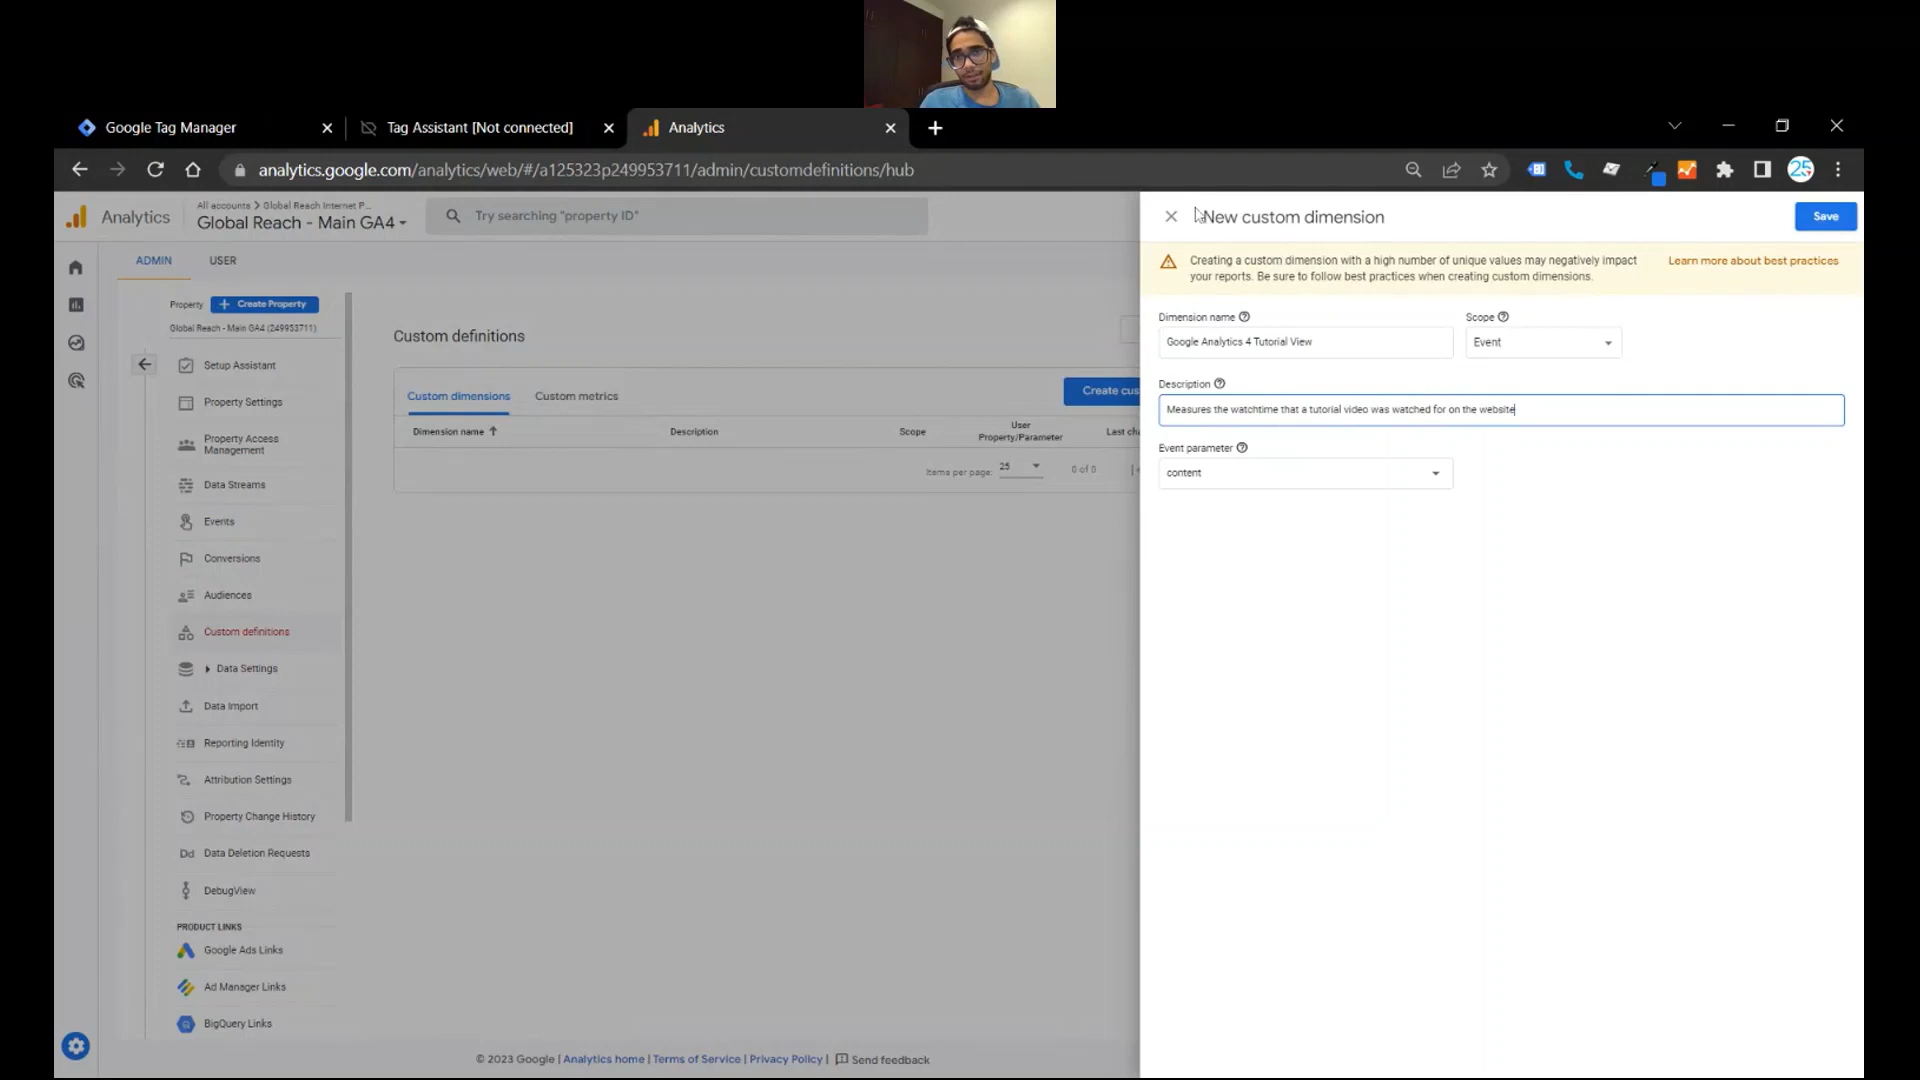 Google Tag Manager
Tag Assistant [Not connected]
Analytics
analytics.google.com/analytics/web/#/a125323p249953711/admin/customdefinitions/hub
25
Analytics
All accounts > Global Reach Internet P...
Global Reach - Main GA4
Try searching "property ID"
ADMIN
USER
Property
Create Property
Global Reach - Main GA4 (249953711)
Setup Assistant
Property Settings
Property Access
Management
Data Streams
Events
Conversions
Audiences
Custom definitions
Data Settings
Data Import
Reporting Identity
Attribution Settings
Property Change History
Dd Data Deletion Requests
DebugView
PRODUCT LINKS
Google Ads Links
Ad Manager Links
BigQuery Links
Custom definitions
Custom dimensions
Custom metrics
Create cus
Dimension name
Description
Scope
User
Property/Parameter
Last cha
Items per page: 25
0 of 0
© 2023 Google | Analytics home | Terms of Service | Privacy Policy | Send feedback
New custom dimension
Save
Creating a custom dimension with a high number of unique values may negatively impact
your reports. Be sure to follow best practices when creating custom dimensions.
Learn more about best practices
Dimension name
Scope
Google Analytics 4 Tutorial View
Event
Description
Measures the watchtime that a tutorial video was watched for on the website
Event parameter
content